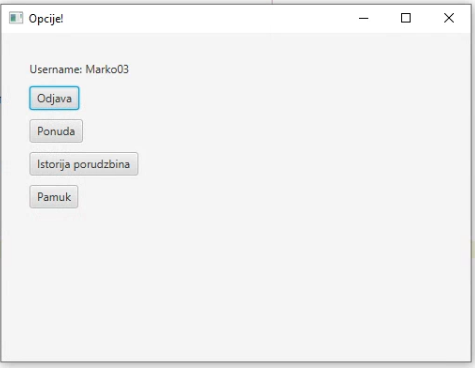 Opcije!
Username: Marko03
Odjava
Ponuda
Istorija porudzbina
Pamuk